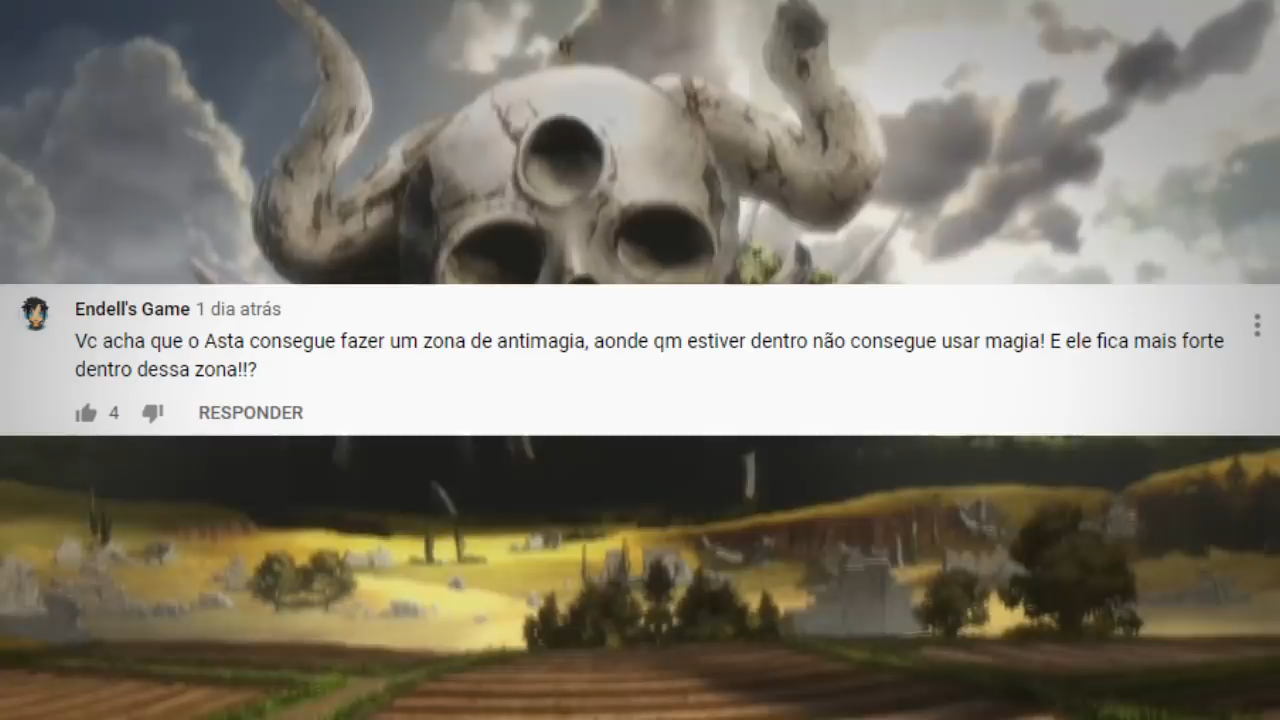 Endell's Game 1 dia atrás
Vc acha que o Asta consegue fazer um zona de antimagia, aonde qm estiver dentro não consegue usar magia! E ele fica mais forte
dentro dessa zona!!?
4 RESPONDER